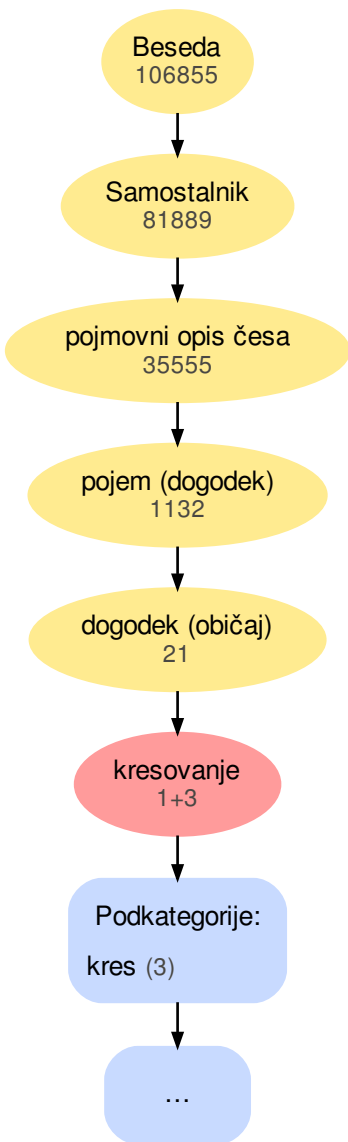 Beseda
106855
Samostalnik
81889
pojmovni opis česa
35555
pojem (dogodek)
1132
dogodek (običaj)
21
kresovanje
1+3
Podkategorije:
kres (3)
...